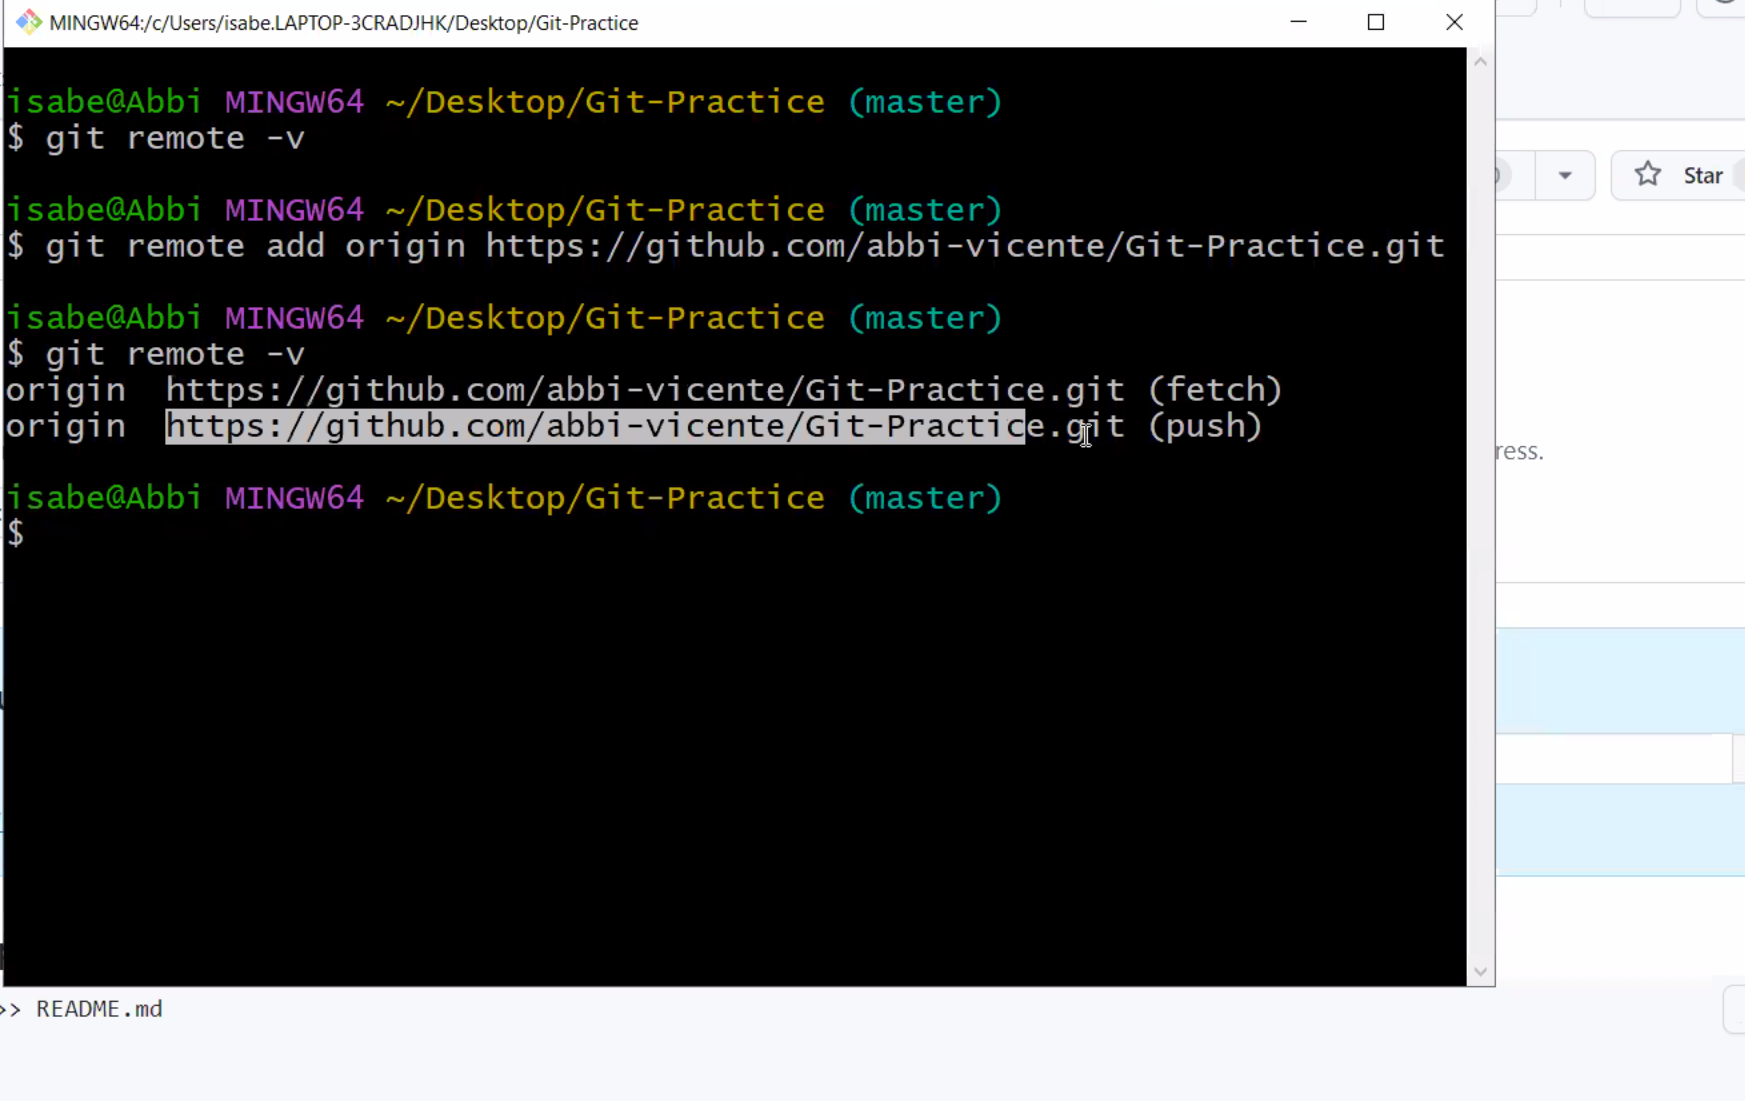 MINGW64:/c/Users/isabe.LAPTOP-3CRADJHK/Desktop/Git-Practice
isabe@Abbi MINGW64 ~/Desktop/Git-Practice (master)
$ git remote -v
isabe@Abbi MINGW64 ~/Desktop/Git-Practice (master)
$ git remote add origin https://github.com/abbi-vicente/Git-Practice.git
Star
isabe@Abbi MINGW64 ~/Desktop/Git-Practice (master)
$ git remote -v
origin https://github.com/abbi-vicente/Git-Practice.git (fetch)
origin https://github.com/abbi-vicente/Git-Practice.git (push)
ress.
isabe@Abbi MINGW64 ~/Desktop/Git-Practice (master)
$
>> README.md